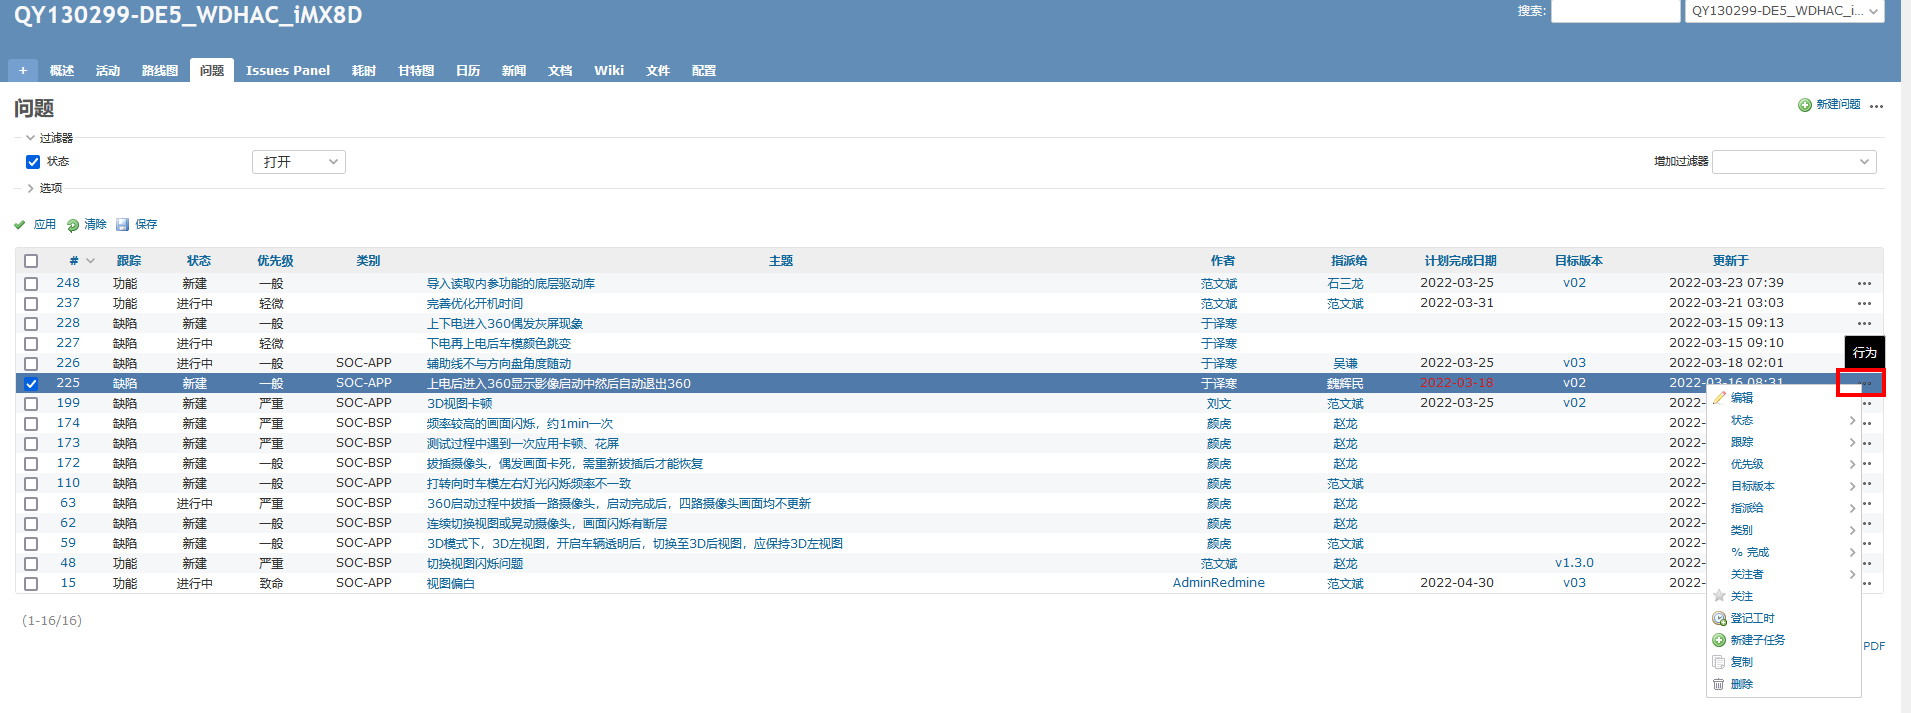 QY130299-DE5_WDHAC_iMX8D
搜索: QY130299-DE5_WDHAC_i...
+ 概述 活动 路线图 问题 Issues Panel 耗时 甘特图 日历 新闻 文档 Wiki 文件 配置
问题
新建问题 ...
过滤器
状态 打开 增加过滤器
选项
应用 清除 保存
# 跟踪 状态 优先级 类别 主题 作者 指派给 计划完成日期 目标版本 更新于
248 功能 新建 一般 导入读取内参功能的底层驱动库 范文斌 石三龙 2022-03-25 v02 2022-03-23 07:39 ...
237 功能 进行中 轻微 完善优化开机时间 范文斌 范文斌 2022-03-31 2022-03-21 03:03 ...
228 缺陷 新建 一般 上下电进入360偶发灰屏现象 于译寒 2022-03-15 09:13 ...
227 缺陷 进行中 轻微 下电再上电后车模颜色跳变 于译寒 2022-03-15 09:10
226 缺陷 进行中 一般 SOC-APP 辅助线不与方向盘角度随动 于译寒 吴谦 2022-03-25 v03 2022-03-18 02:01
行为
225 缺陷 新建 一般 SOC-APP 上电后进入360显示影像启动中然后自动退出360 于译寒 魏辉民 2022-03-18 v02 2022-03-16 08:31 ...
199 缺陷 新建 严重 SOC-APP 3D视图卡顿 刘文 范文斌 2022-03-25 v02 2022-
174 缺陷 新建 严重 SOC-BSP 频率较高的画面闪烁，约1min一次 颜虎 赵龙 2022-
173 缺陷 新建 严重 SOC-BSP 测试过程中遇到一次应用卡顿、花屏 颜虎 赵龙 2022-
172 缺陷 新建 一般 SOC-BSP 拔插摄像头，偶发画面卡死，需重新拔插后才能恢复 颜虎 赵龙 2022-
110 缺陷 新建 一般 SOC-APP 打转向时车模左右灯光闪烁频率不一致 颜虎 范文斌 2022-
63 缺陷 进行中 严重 SOC-BSP 360启动过程中拔插一路摄像头，启动完成后，四路摄像头画面均不更新 颜虎 赵龙 2022-
62 缺陷 新建 一般 SOC-BSP 连续切换视图或晃动摄像头，画面闪烁有断层 颜虎 赵龙 2022-
59 缺陷 新建 一般 SOC-APP 3D模式下，3D左视图，开启车辆透明后，切换至3D后视图，应保持3D左视图 颜虎 范文斌 2022-
48 功能 新建 严重 SOC-BSP 切换视图闪烁问题 范文斌 赵龙 v1.3.0 2022-
15 功能 进行中 致命 SOC-APP 视图偏白 AdminRedmine 范文斌 2022-04-30 v03 2022-
(1-16/16)
编辑
状态
跟踪
优先级
目标版本
指派给
类别
% 完成
关注者
关注
登记工时
新建子任务
复制
删除
PDF